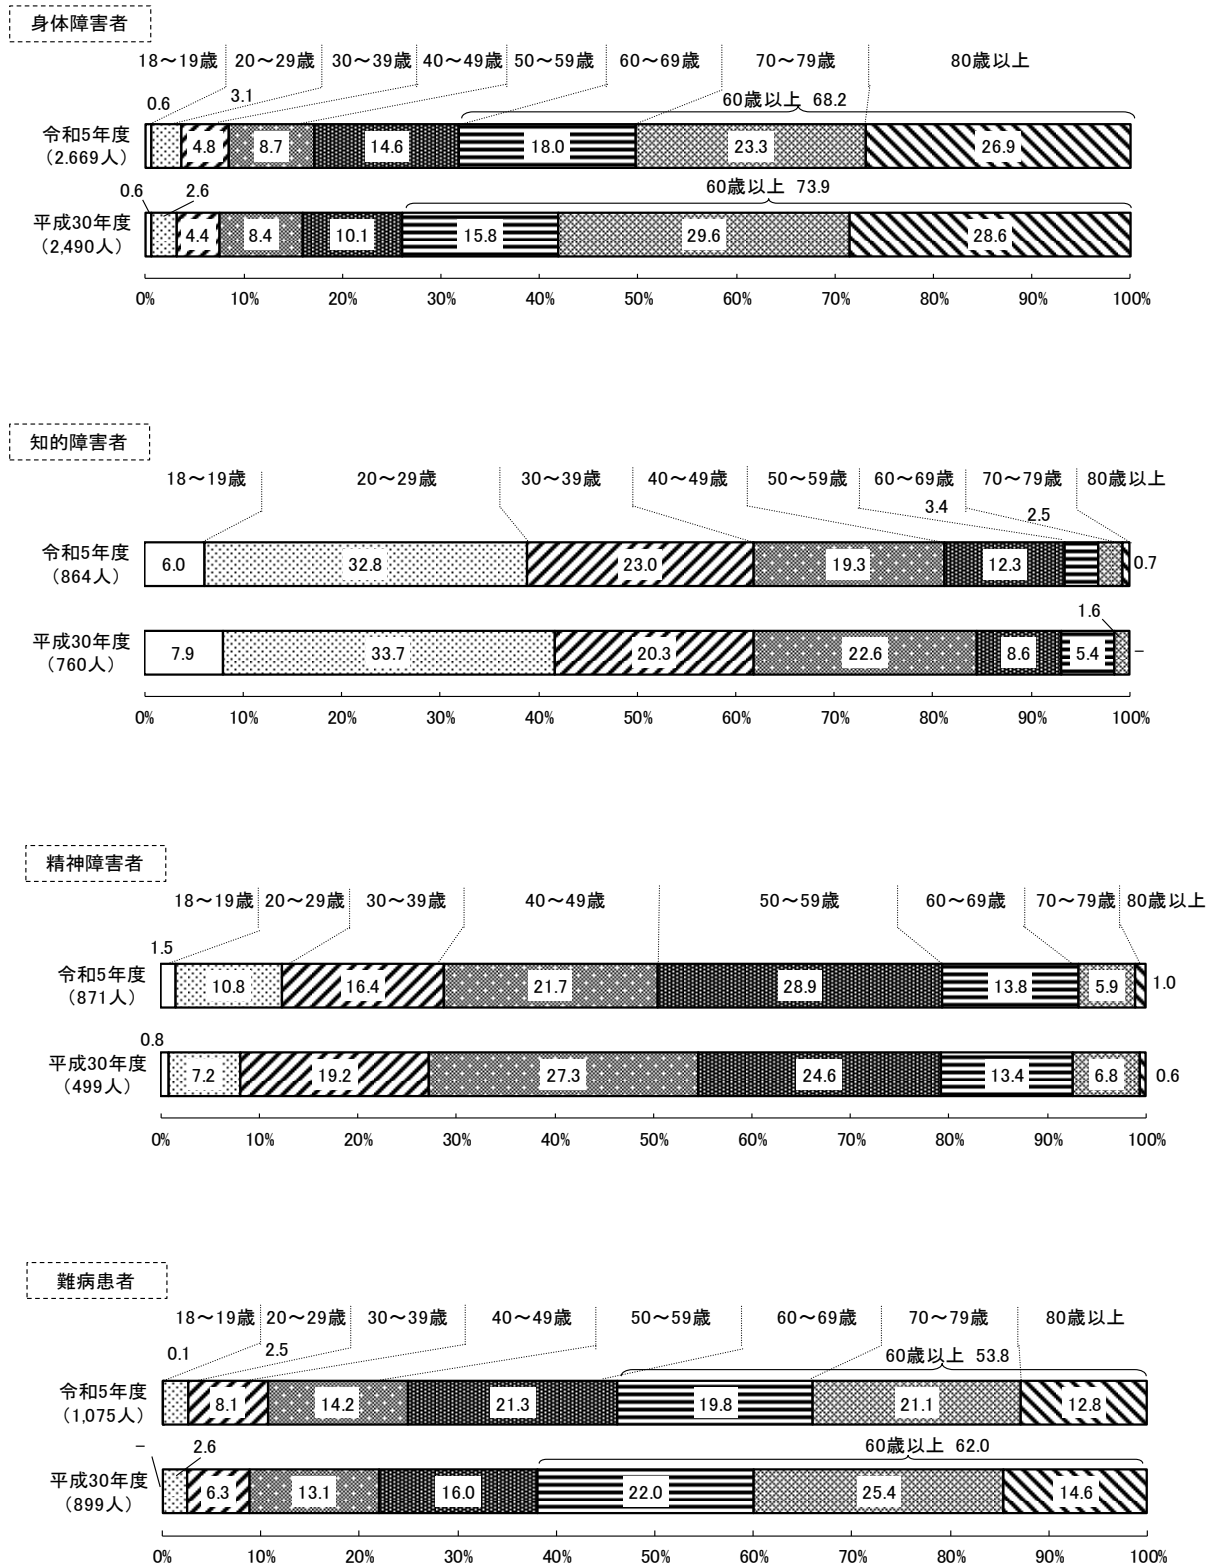 身体障害者
18～19歳 20～29歳 30～39歳 40～49歳 50～59歳 60～69歳 70～79歳 80歳以上
0.6 3.1 60歳以上 68.2
令和5年度
（2.669人）
4.8 8.7 14.6 18.0 23.3 26.9
0.6 2.6 60歳以上 73.9
平成30年度
（2,490人）
4.4 8.4 10.1 15.8 29.6 28.6
0% 10% 20% 30% 40% 50% 60% 70% 80% 90% 100%
知的障害者
18～19歳 20～29歳 30～39歳 40～49歳 50～59歳 60～69歳 70～79歳 80歳以上
3.4 2.5
令和5年度
（864人）
6.0 32.8 23.0 19.3 12.3 0.7
1.6
平成30年度
（760人）
7.9 33.7 20.3 22.6 8.6 5.4 －
0% 10% 20% 30% 40% 50% 60% 70% 80% 90% 100%
精神障害者
18～19歳 20～29歳 30～39歳 40～49歳 50～59歳 60～69歳 70～79歳 80歳以上
1.5
令和5年度
（871人）
10.8 16.4 21.7 28.9 13.8 5.9 1.0
0.8
平成30年度
（499人）
7.2 19.2 27.3 24.6 13.4 6.8 0.6
0% 10% 20% 30% 40% 50% 60% 70% 80% 90% 100%
難病患者
18～19歳 20～29歳 30～39歳 40～49歳 50～59歳 60～69歳 70～79歳 80歳以上
0.1 2.5 60歳以上 53.8
令和5年度
（1,075人）
8.1 14.2 21.3 19.8 21.1 12.8
－ 2.6 60歳以上 62.0
平成30年度
（899人）
6.3 13.1 16.0 22.0 25.4 14.6
0% 10% 20% 30% 40% 50% 60% 70% 80% 90% 100%